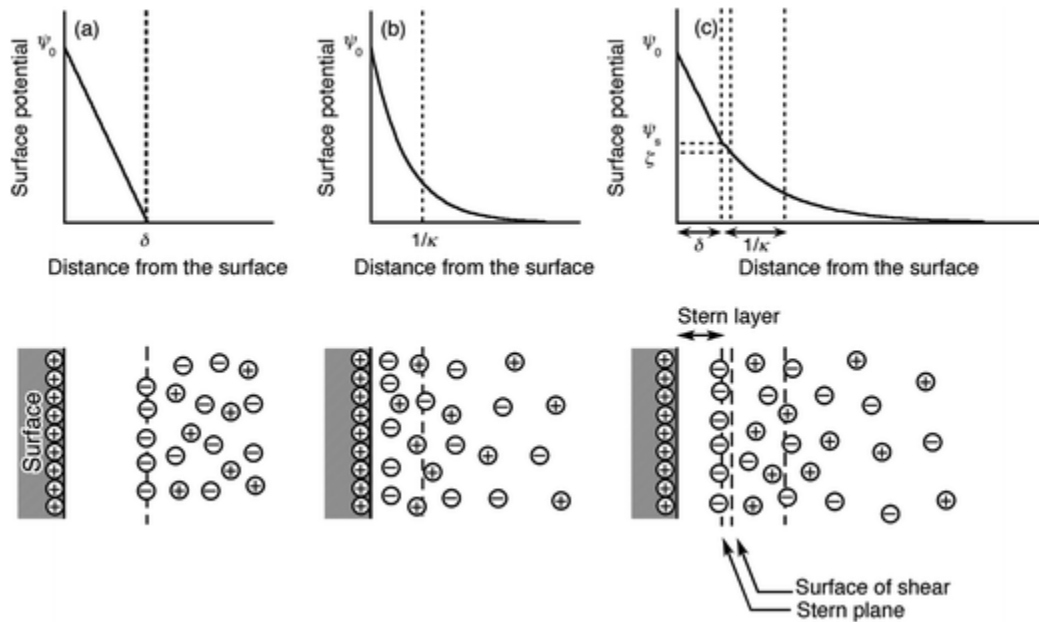 (a)
ψ₀
Surface potential
δ
Distance from the surface
(b)
ψ₀
Surface potential
1/κ
Distance from the surface
(c)
ψ₀
ψₛ
ξ
Surface potential
δ
1/κ
Distance from the surface
Surface
Stern layer
Surface of shear
Stern plane